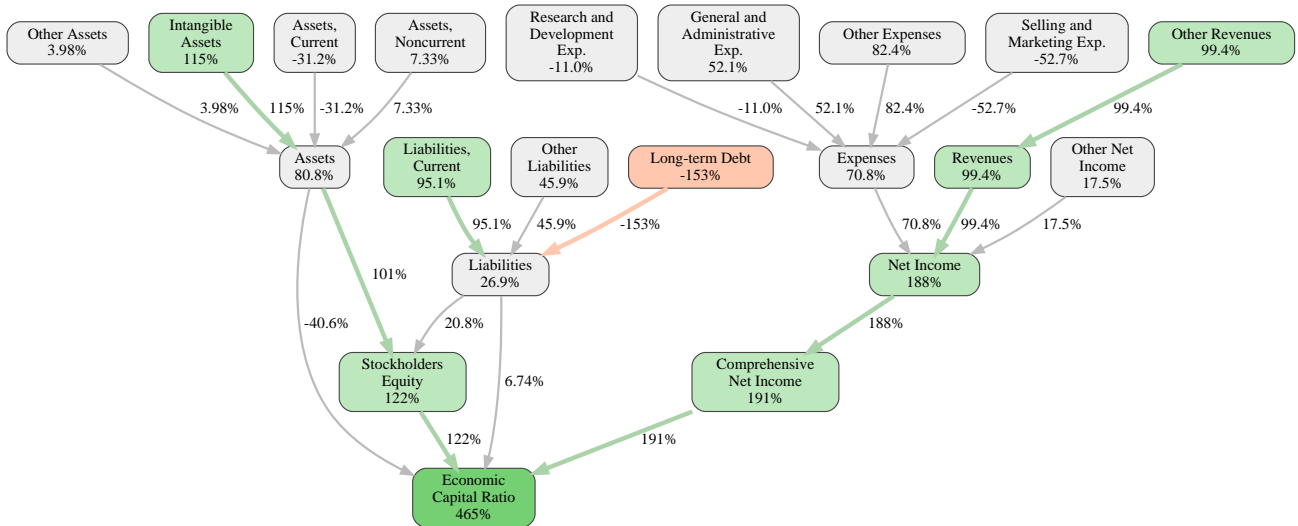 Other Assets
3.98%
Intangible
Assets
115%
Assets,
Current
-31.2%
Assets,
Noncurrent
7.33%
Research and
Development
Exp.
-11.0%
General and
Administrative
Exp.
52.1%
Other Expenses
82.4%
Selling and
Marketing Exp.
-52.7%
Other Revenues
99.4%
3.98%
115%
-31.2%
7.33%
-11.0%
52.1%
82.4%
-52.7%
99.4%
Assets
80.8%
Liabilities,
Current
95.1%
Other
Liabilities
45.9%
Long-term Debt
-153%
Expenses
70.8%
Revenues
99.4%
Other Net
Income
17.5%
95.1%
45.9%
-153%
70.8%
99.4%
17.5%
101%
Liabilities
26.9%
Net Income
188%
-40.6%
20.8%
188%
Stockholders
Equity
122%
6.74%
Comprehensive
Net Income
191%
122%
191%
Economic
Capital Ratio
465%